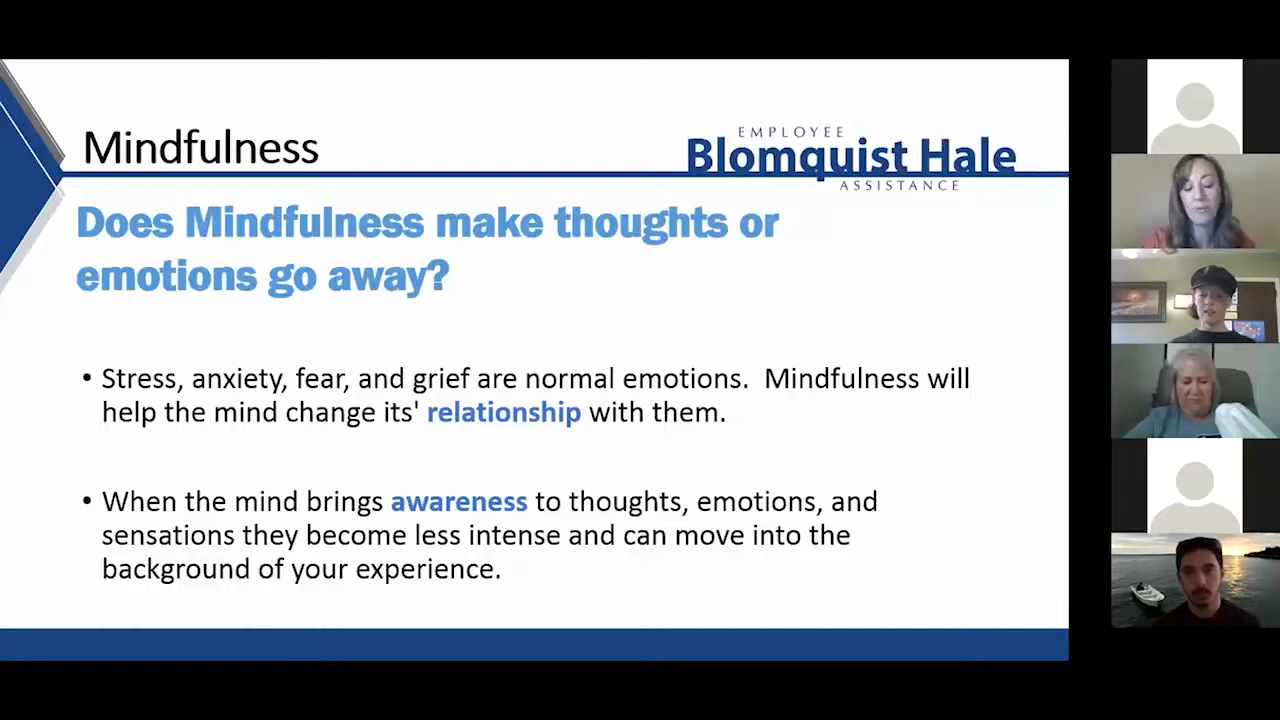 Mindfulness
EMPLOYEE
Blomquist Hale
ASSISTANCE
Does Mindfulness make thoughts or
emotions go away?
• Stress, anxiety, fear, and grief are normal emotions.  Mindfulness will
help the mind change its' relationship with them.
• When the mind brings awareness to thoughts, emotions, and
sensations they become less intense and can move into the
background of your experience.